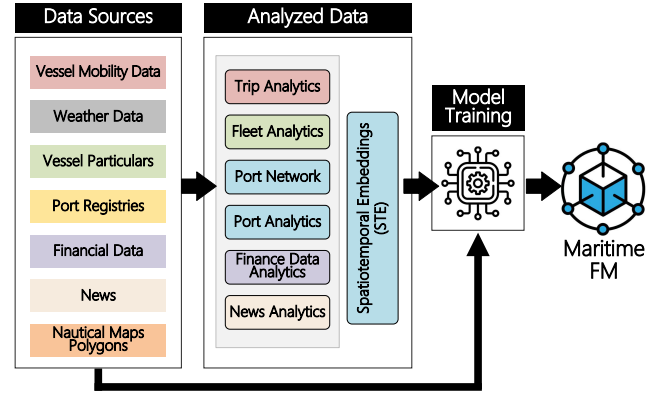 Data Sources
Vessel Mobility Data
Weather Data
Vessel Particulars
Port Registries
Financial Data
News
Nautical Maps
Polygons
Analyzed Data
Trip Analytics
Fleet Analytics
Port Network
Port Analytics
Finance Data
Analytics
News Analytics
Spatiotemporal Embeddings
(STE)
Model
Training
Maritime
FM